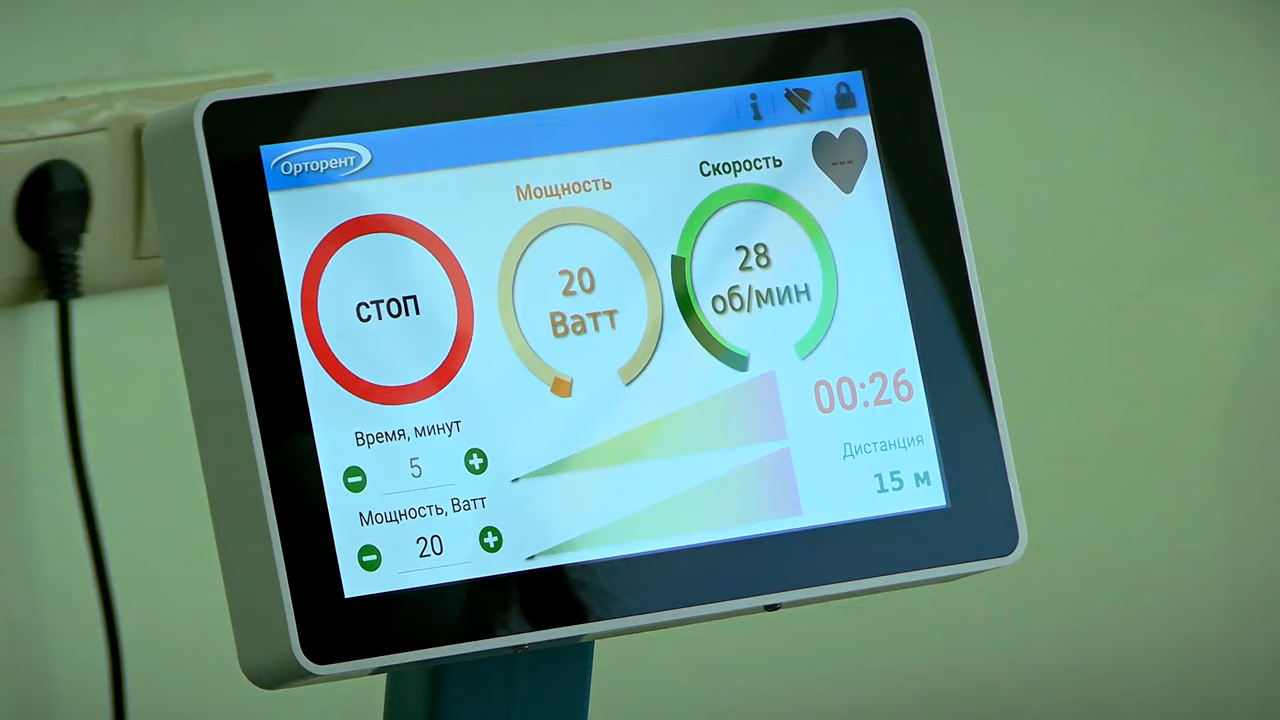 Орторент
Мощность
Скорость
---
СТОП
20
Ватт
28
об/мин
00:26
Время, минут
5
Дистанция
15 м
Мощность, Ватт
20